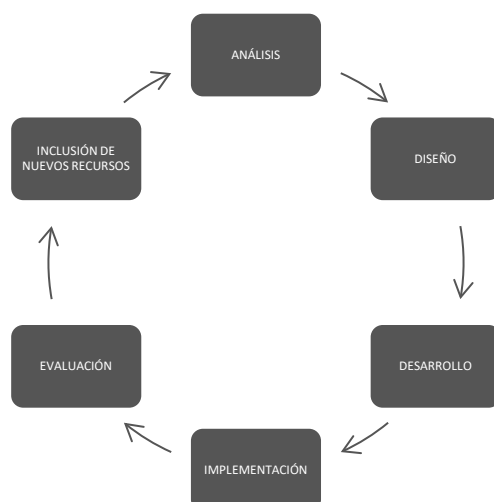 ANÁLISIS
DISEÑO
DESARROLLO
IMPLEMENTACIÓN
EVALUACIÓN
INCLUSIÓN DE
NUEVOS RECURSOS